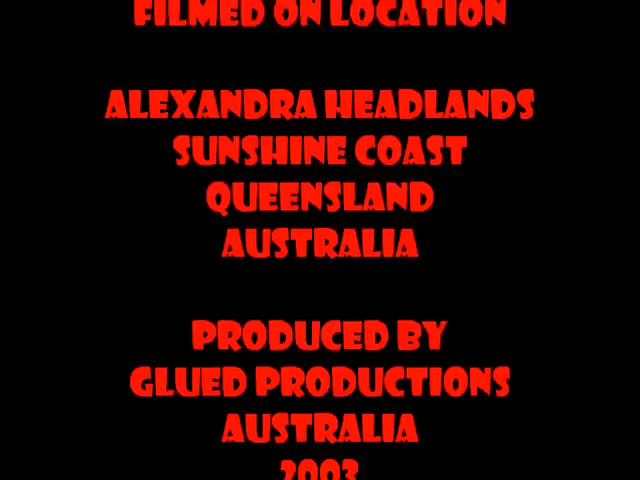 FILMED ON LOCATION
ALEXANDRA HEADLANDS
SUNSHINE COAST
QUEENSLAND
AUSTRALIA
PRODUCED BY
GLUED PRODUCTIONS
AUSTRALIA
2003